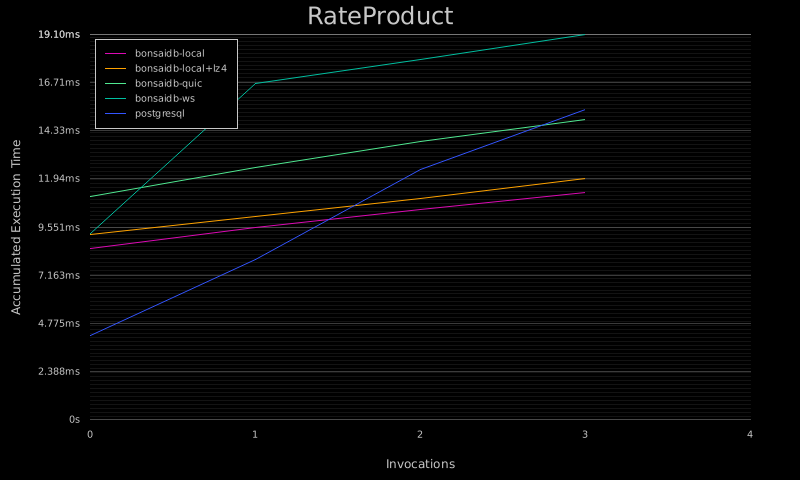 RateProduct
19.10ms
bonsaidb-local
bonsaidb-local+lz4
bonsaidb-quic
bonsaidb-ws
postgresql
16.71ms
14.33ms
11.94ms
9.551ms
7.163ms
4.775ms
2.388ms
0s
Accumulated Execution Time
0 1 2 3 4
Invocations